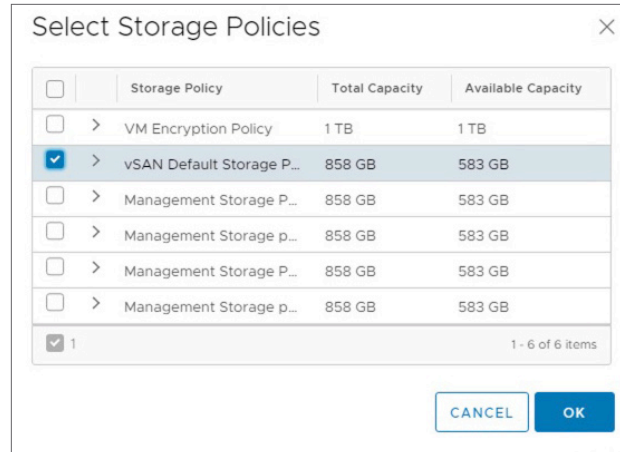 Select Storage Policies
Storage Policy Total Capacity Available Capacity
VM Encryption Policy 1 TB 1 TB
vSAN Default Storage P... 858 GB 583 GB
Management Storage P... 858 GB 583 GB
Management Storage p... 858 GB 583 GB
Management Storage P... 858 GB 583 GB
Management Storage p... 858 GB 583 GB
1 1 - 6 of 6 items
CANCEL OK